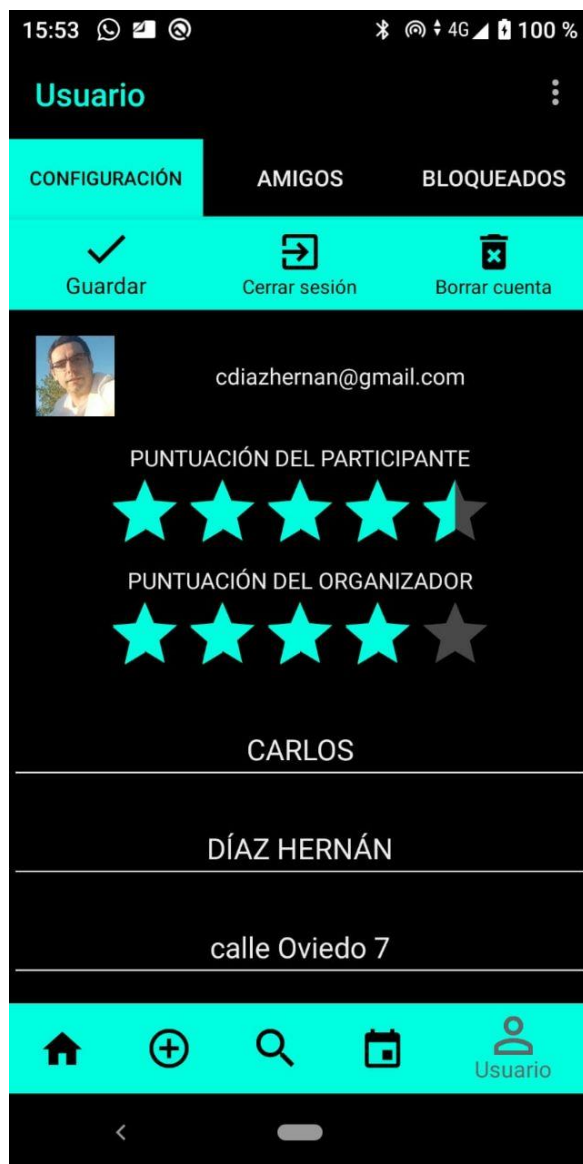 15:53 4G 100 %
Usuario
CONFIGURACIÓN AMIGOS BLOQUEADOS
Guardar Cerrar sesión Borrar cuenta
cdiazhernan@gmail.com
PUNTUACIÓN DEL PARTICIPANTE
PUNTUACIÓN DEL ORGANIZADOR
CARLOS
DÍAZ HERNÁN
calle Oviedo 7
Usuario